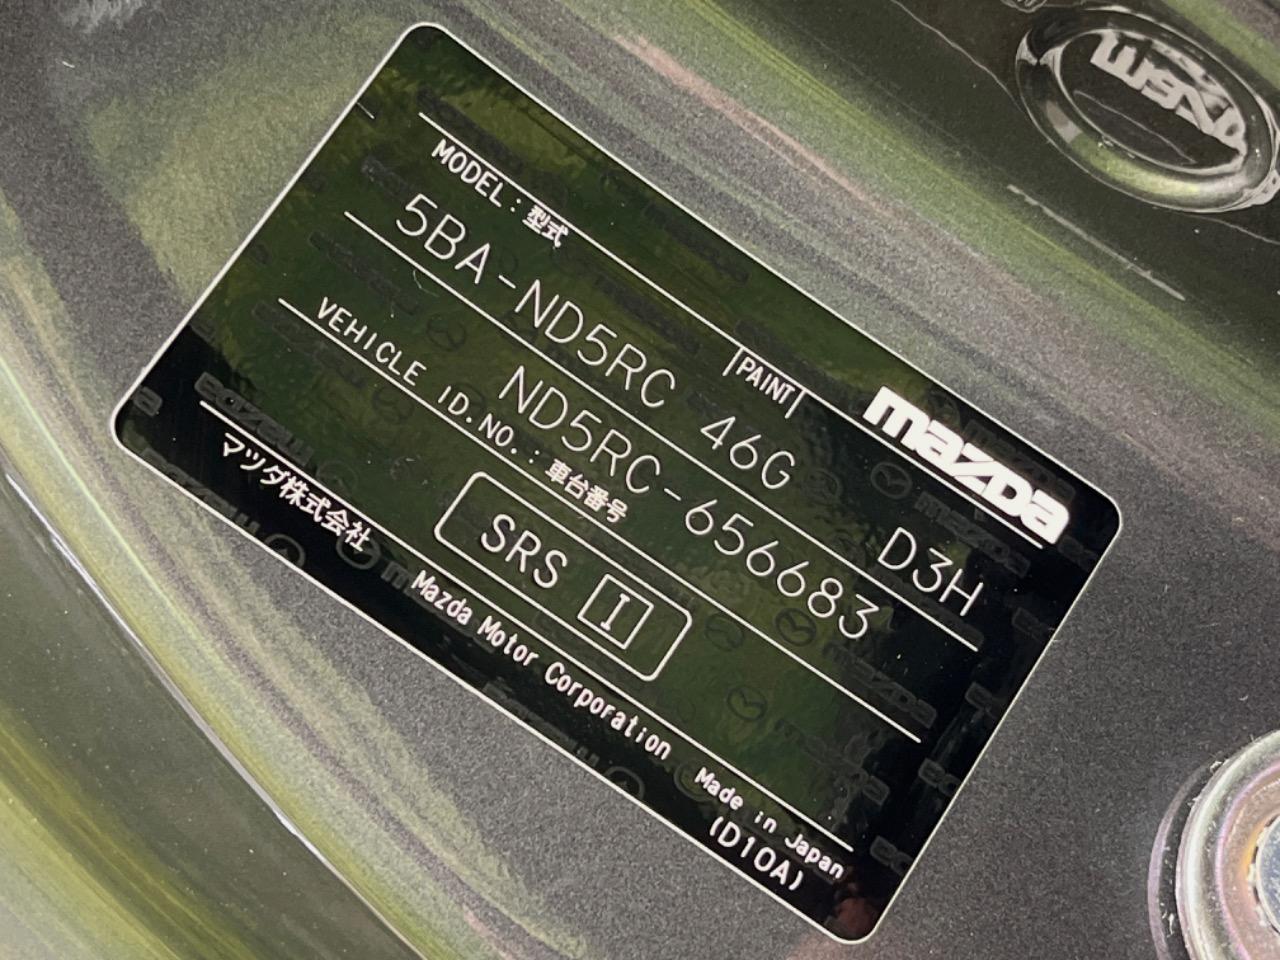 mazda
MODEL:型式
PAINT
5BA-ND5RC 46G D3H
VEHICLE ID.NO.:車台番号
ND5RC-656683
SRS I
マツダ株式会社
Mazda Motor Corporation Made in Japan
(D10A)